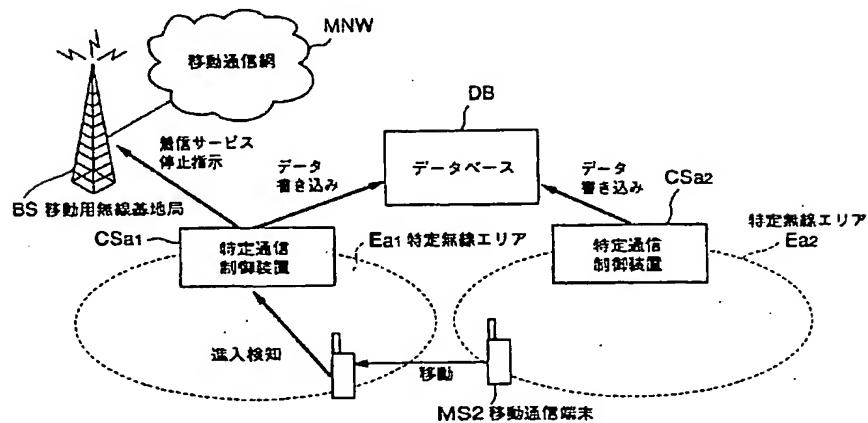 MNW
移動通信網
DB
着信サービス
停止指示
データ
書き込み
データベース
データ
書き込み
CSa2
BS 移動用無線基地局
CSa1
特定通信
制御装置
Ea1 特定無線エリア
特定通信
制御装置
特定無線エリア
Ea2
進入検知
移動
MS2 移動通信端末